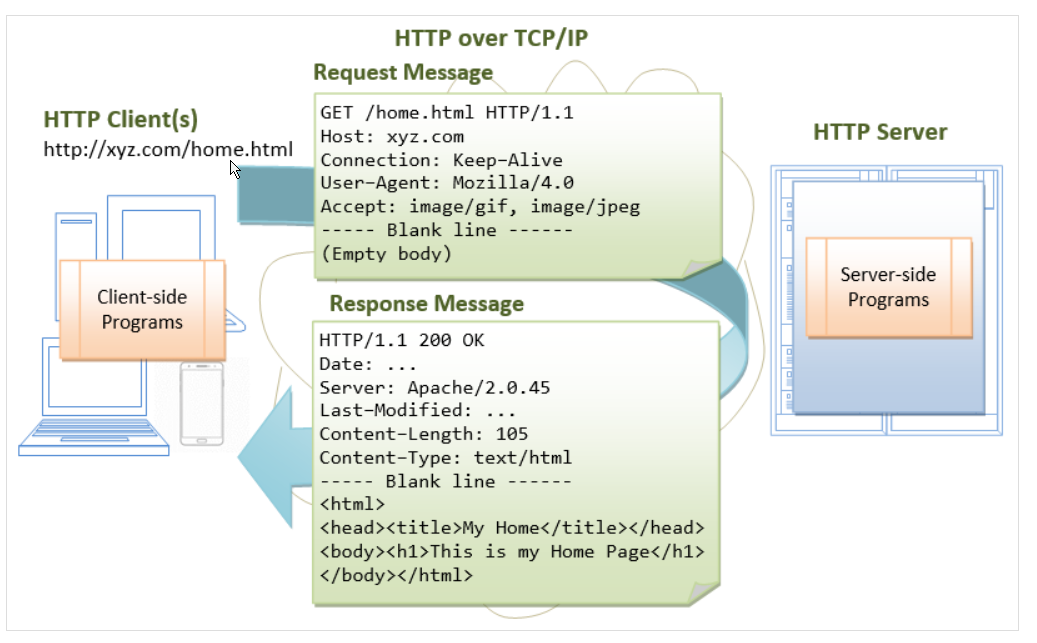 HTTP over TCP/IP
Request Message
HTTP Client(s)
http://xyz.com/home.html
GET /home.html HTTP/1.1
Host: xyz.com
Connection: Keep-Alive
User-Agent: Mozilla/4.0
Accept: image/gif, image/jpeg
----- Blank line ------
(Empty body)
HTTP Server
Client-side
Programs
Server-side
Programs
Response Message
HTTP/1.1 200 OK
Date: ...
Server: Apache/2.0.45
Last-Modified: ...
Content-Length: 105
Content-Type: text/html
----- Blank line ------
<html>
<head><title>My Home</title></head>
<body><h1>This is my Home Page</h1>
</body></html>